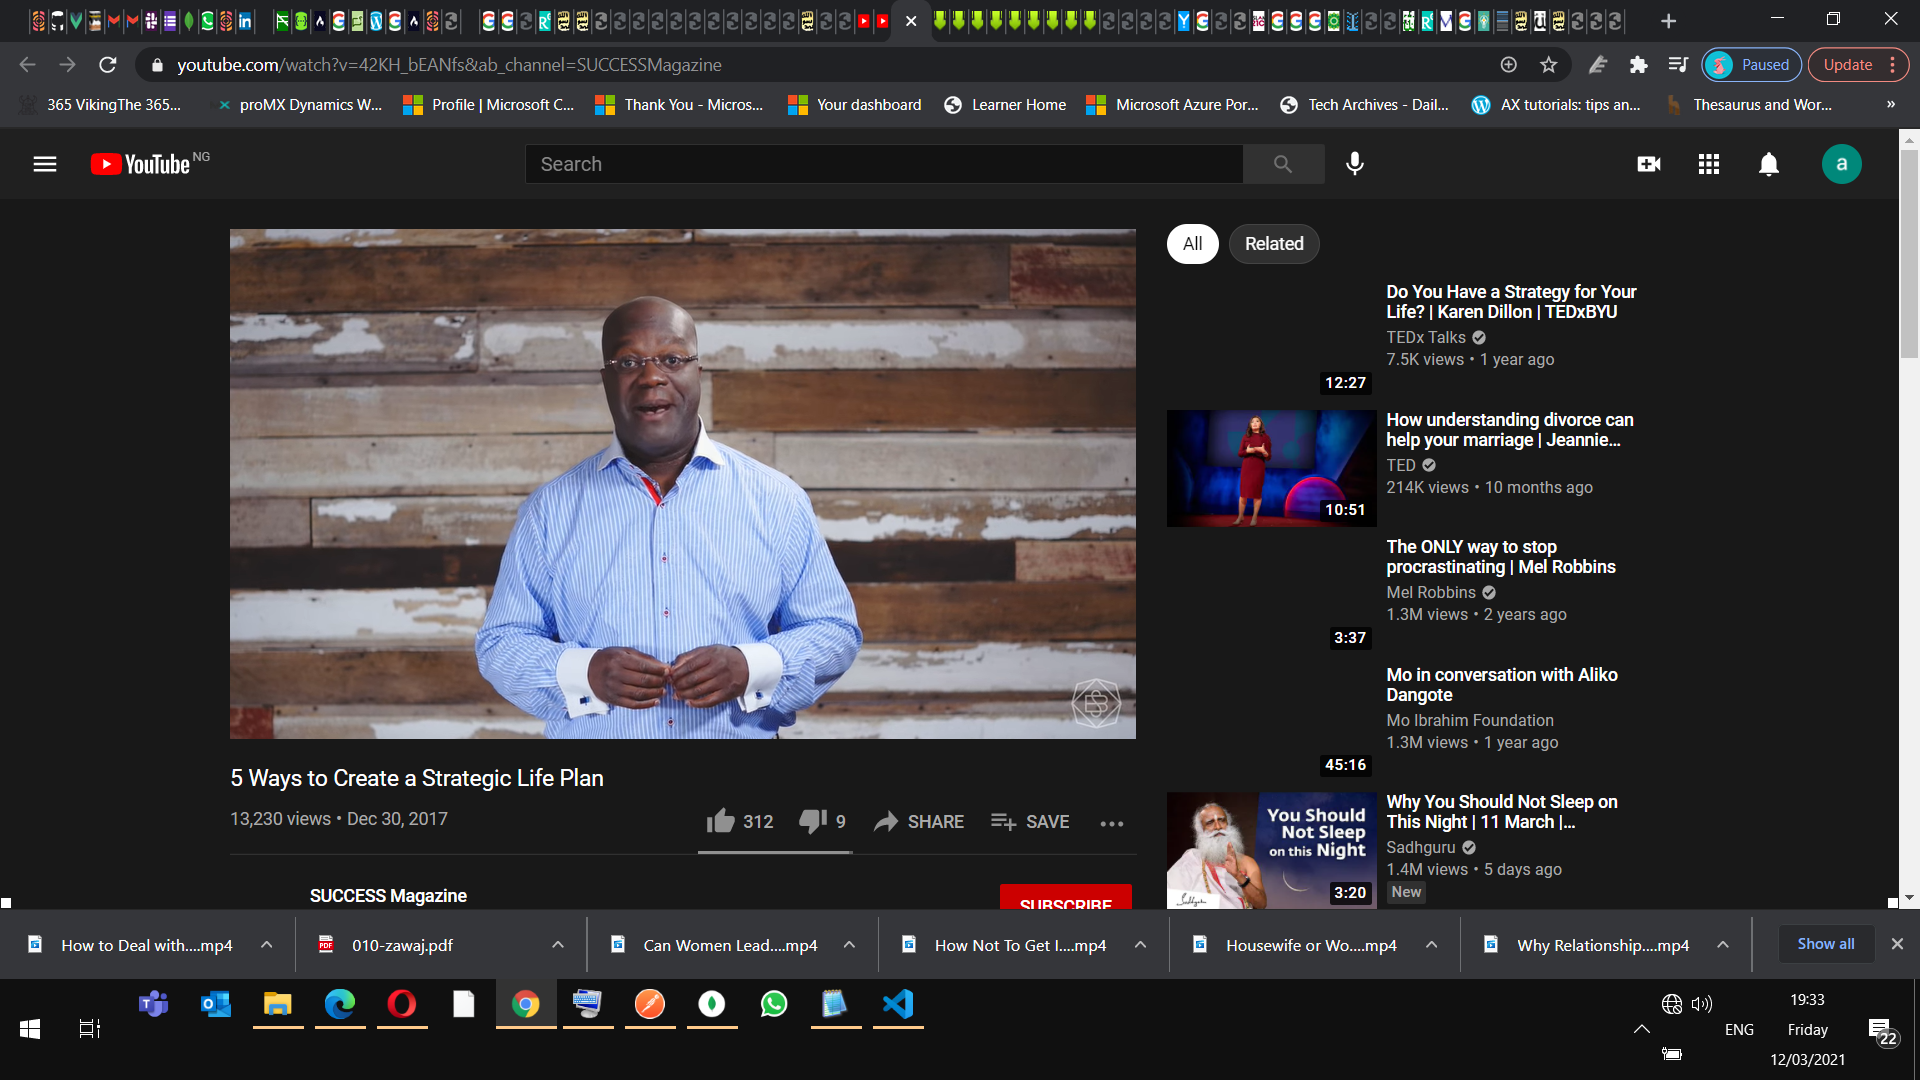 youtube.com/watch?v=42KH_bEANfs&ab_channel=SUCCESSMagazine
Paused
Update
365 VikingThe 365...
proMX Dynamics W...
Profile | Microsoft C...
Thank You - Micros...
Your dashboard
Learner Home
Microsoft Azure Por...
Tech Archives - Dail...
AX tutorials: tips an...
Thesaurus and Wor...
»
YouTube NG
Search
a
All
Related
Do You Have a Strategy for Your
Life? | Karen Dillon | TEDxBYU
TEDx Talks
7.5K views • 1 year ago
12:27
How understanding divorce can
help your marriage | Jeannie...
TED
214K views • 10 months ago
10:51
The ONLY way to stop
procrastinating | Mel Robbins
Mel Robbins
1.3M views • 2 years ago
3:37
Mo in conversation with Aliko
Dangote
Mo Ibrahim Foundation
1.3M views • 1 year ago
45:16
You Should
Not Sleep
on this Night
3:20
Why You Should Not Sleep on
This Night | 11 March |...
Sadhguru
1.4M views • 5 days ago
New
5 Ways to Create a Strategic Life Plan
13,230 views • Dec 30, 2017
312
9
SHARE
SAVE
SUCCESS Magazine
SUBSCRIBE
How to Deal with....mp4
010-zawaj.pdf
Can Women Lead....mp4
How Not To Get I....mp4
Housewife or Wo....mp4
Why Relationship....mp4
Show all
19:33
ENG
Friday
22
12/03/2021